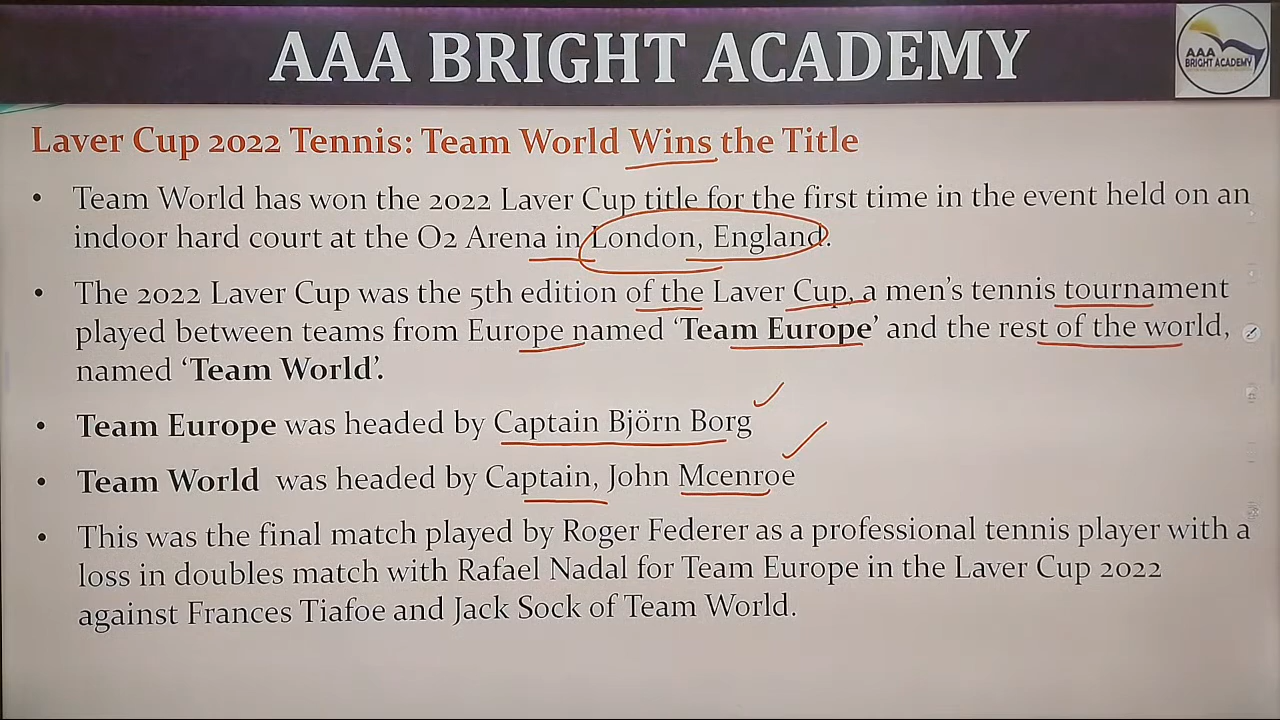 AAA BRIGHT ACADEMY
AAA
BRIGHT ACADEMY
Laver Cup 2022 Tennis: Team World Wins the Title
• Team World has won the 2022 Laver Cup title for the first time in the event held on an
indoor hard court at the O2 Arena in London, England.
• The 2022 Laver Cup was the 5th edition of the Laver Cup, a men's tennis tournament
played between teams from Europe named 'Team Europe' and the rest of the world,
named 'Team World'.
• Team Europe was headed by Captain Björn Borg
• Team World was headed by Captain, John Mcenroe
• This was the final match played by Roger Federer as a professional tennis player with a
loss in doubles match with Rafael Nadal for Team Europe in the Laver Cup 2022
against Frances Tiafoe and Jack Sock of Team World.